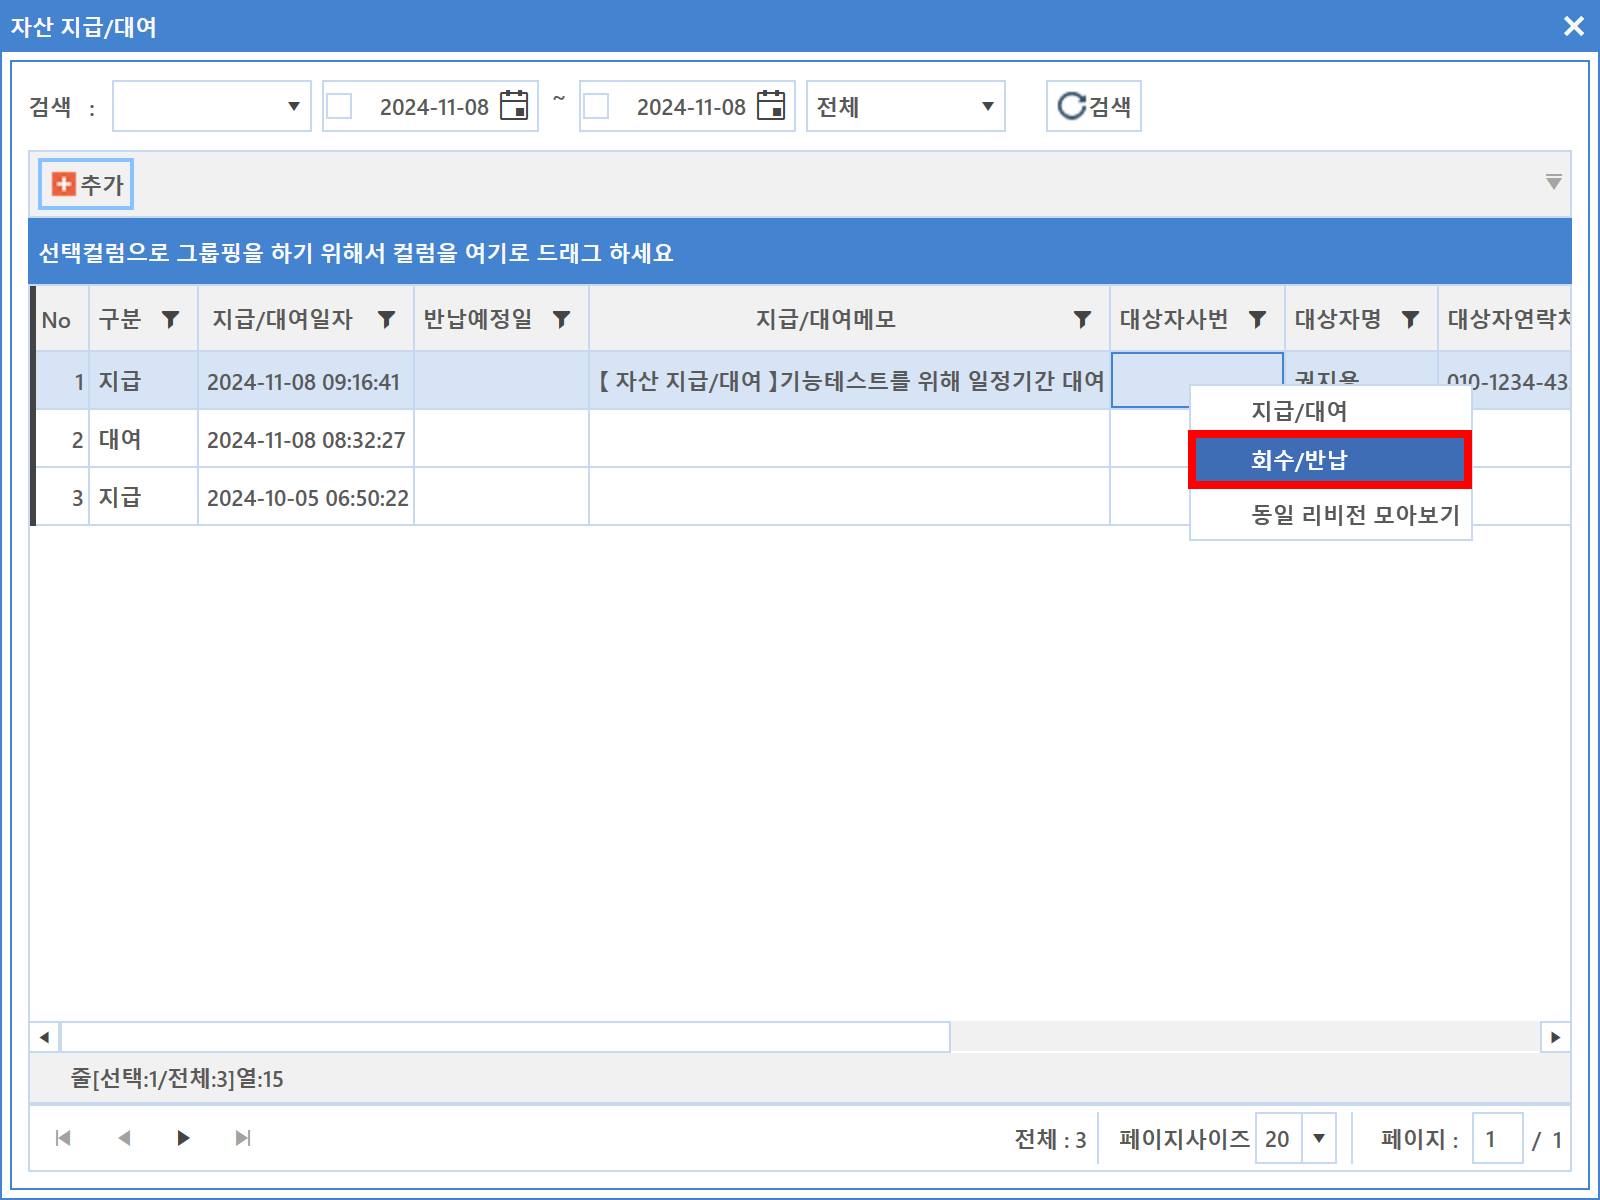 자산 지급/대여
검색 : 2024-11-08 ~ 2024-11-08 전체 검색
추가
선택컬럼으로 그룹핑을 하기 위해서 컬럼을 여기로 드래그 하세요
No 구분 지급/대여일자 반납예정일 지급/대여메모 대상자사번 대상자명 대상자연락처
1 지급 2024-11-08 09:16:41 【 자산 지급/대여 】기능테스트를 위해 일정기간 대여 권지용 010-1234-43
2 대여 2024-11-08 08:32:27
3 지급 2024-10-05 06:50:22
지급/대여
회수/반납
동일 리비전 모아보기
줄[선택:1/전체:3]열:15
전체 : 3 페이지사이즈 20 페이지 : 1 / 1